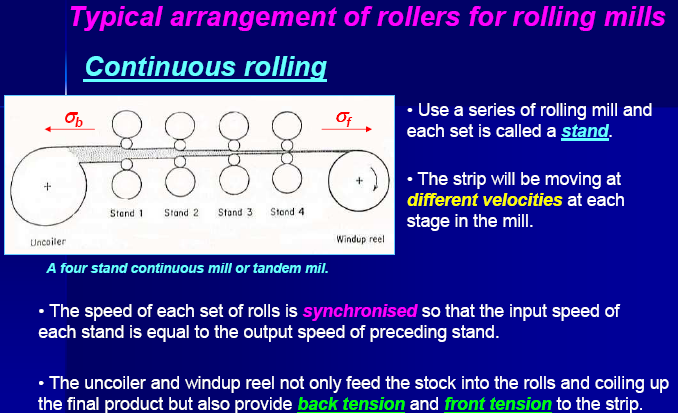 Typical arrangement of rollers for rolling mills
Continuous rolling
σb
σf
Stand 1 Stand 2 Stand 3 Stand 4
Uncoiler
Windup reel
A four stand continuous mill or tandem mil.
• Use a series of rolling mill and
each set is called a stand.
• The strip will be moving at
different velocities at each
stage in the mill.
• The speed of each set of rolls is synchronised so that the input speed of
each stand is equal to the output speed of preceding stand.
• The uncoiler and windup reel not only feed the stock into the rolls and coiling up
the final product but also provide back tension and front tension to the strip.